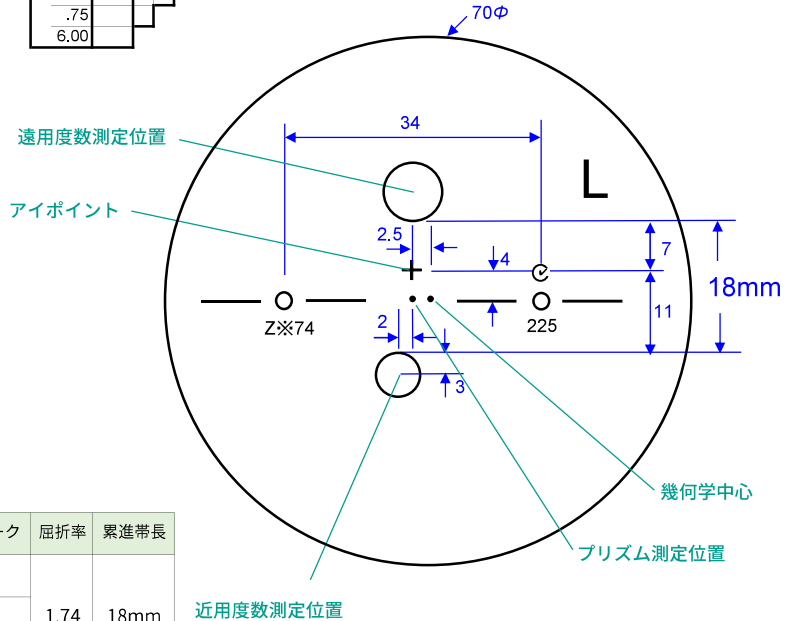 .75
6.00
70Φ
34
遠用度数測定位置
L
アイポイント
2.5
4
7
18mm
11
Z※74
225
2
3
幾何学中心
プリズム測定位置
近用度数測定位置
ーク 屈折率 累進帯長
1.74 18mm